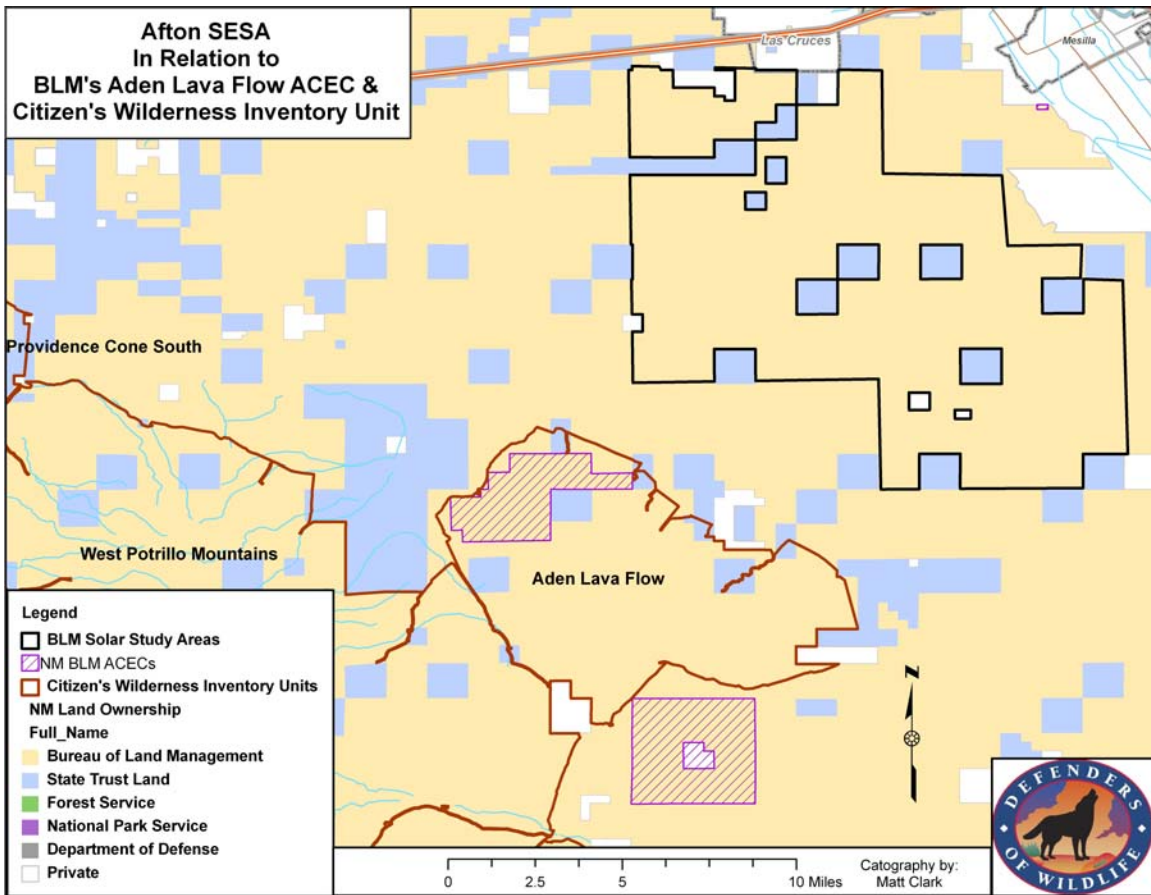 Afton SESA
In Relation to
BLM's Aden Lava Flow ACEC &
Citizen's Wilderness Inventory Unit
Las Cruces
Mesilla
Providence Cone South
West Potrillo Mountains
Aden Lava Flow
Legend
BLM Solar Study Areas
NM BLM ACECs
Citizen's Wilderness Inventory Units
NM Land Ownership
Full_Name
Bureau of Land Management
State Trust Land
Forest Service
National Park Service
Department of Defense
Private
N
0 2.5 5 10 Miles
Catography by:
Matt Clark
DEFENDERS
OF WILDLIFE